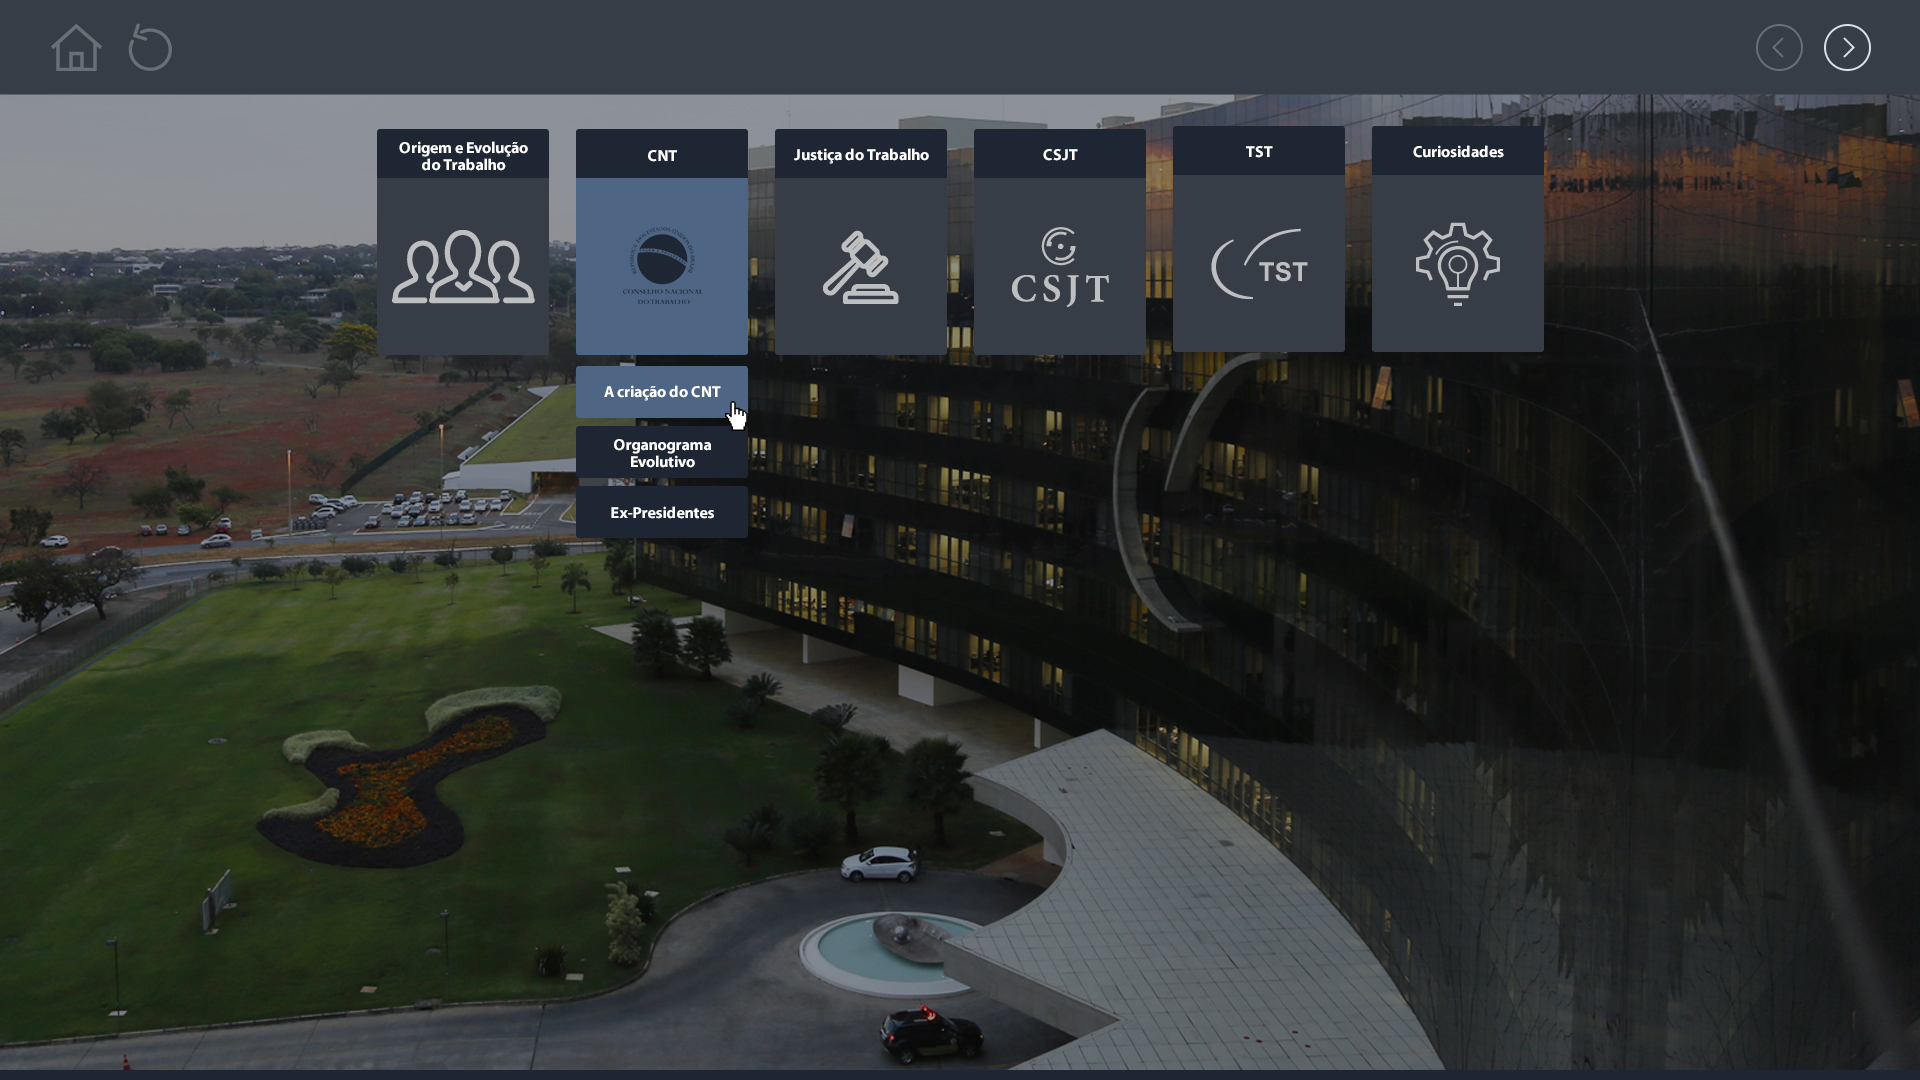 Origem e Evolução
do Trabalho
CNT
Justiça do Trabalho
CSJT
TST
Curiosidades
CONSELHO NACIONAL
DO TRABALHO
CSJT
TST
A criação do CNT
Organograma
Evolutivo
Ex-Presidentes